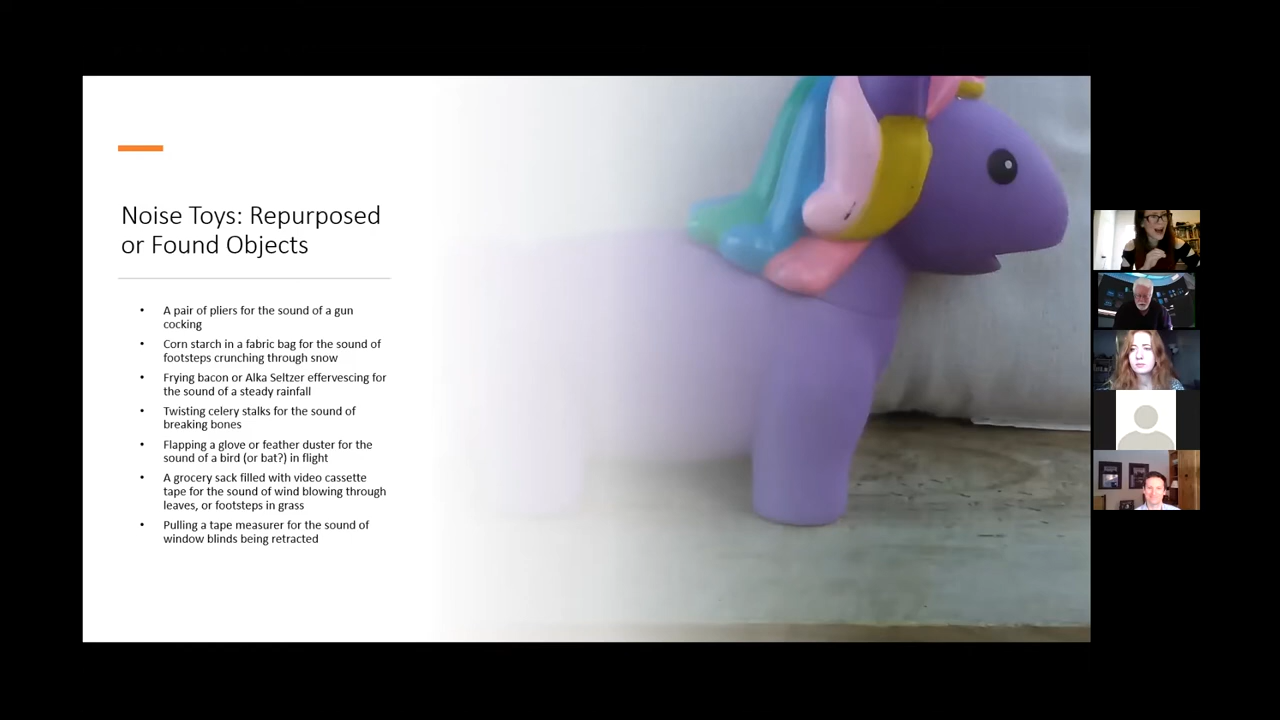 Noise Toys: Repurposed
or Found Objects
• A pair of pliers for the sound of a gun
cocking
• Corn starch in a fabric bag for the sound of
footsteps crunching through snow
• Frying bacon or Alka Seltzer effervescing for
the sound of a steady rainfall
• Twisting celery stalks for the sound of
breaking bones
• Flapping a glove or feather duster for the
sound of a bird (or bat?) in flight
• A grocery sack filled with video cassette
tape for the sound of wind blowing through
leaves, or footsteps in grass
• Pulling a tape measurer for the sound of
window blinds being retracted